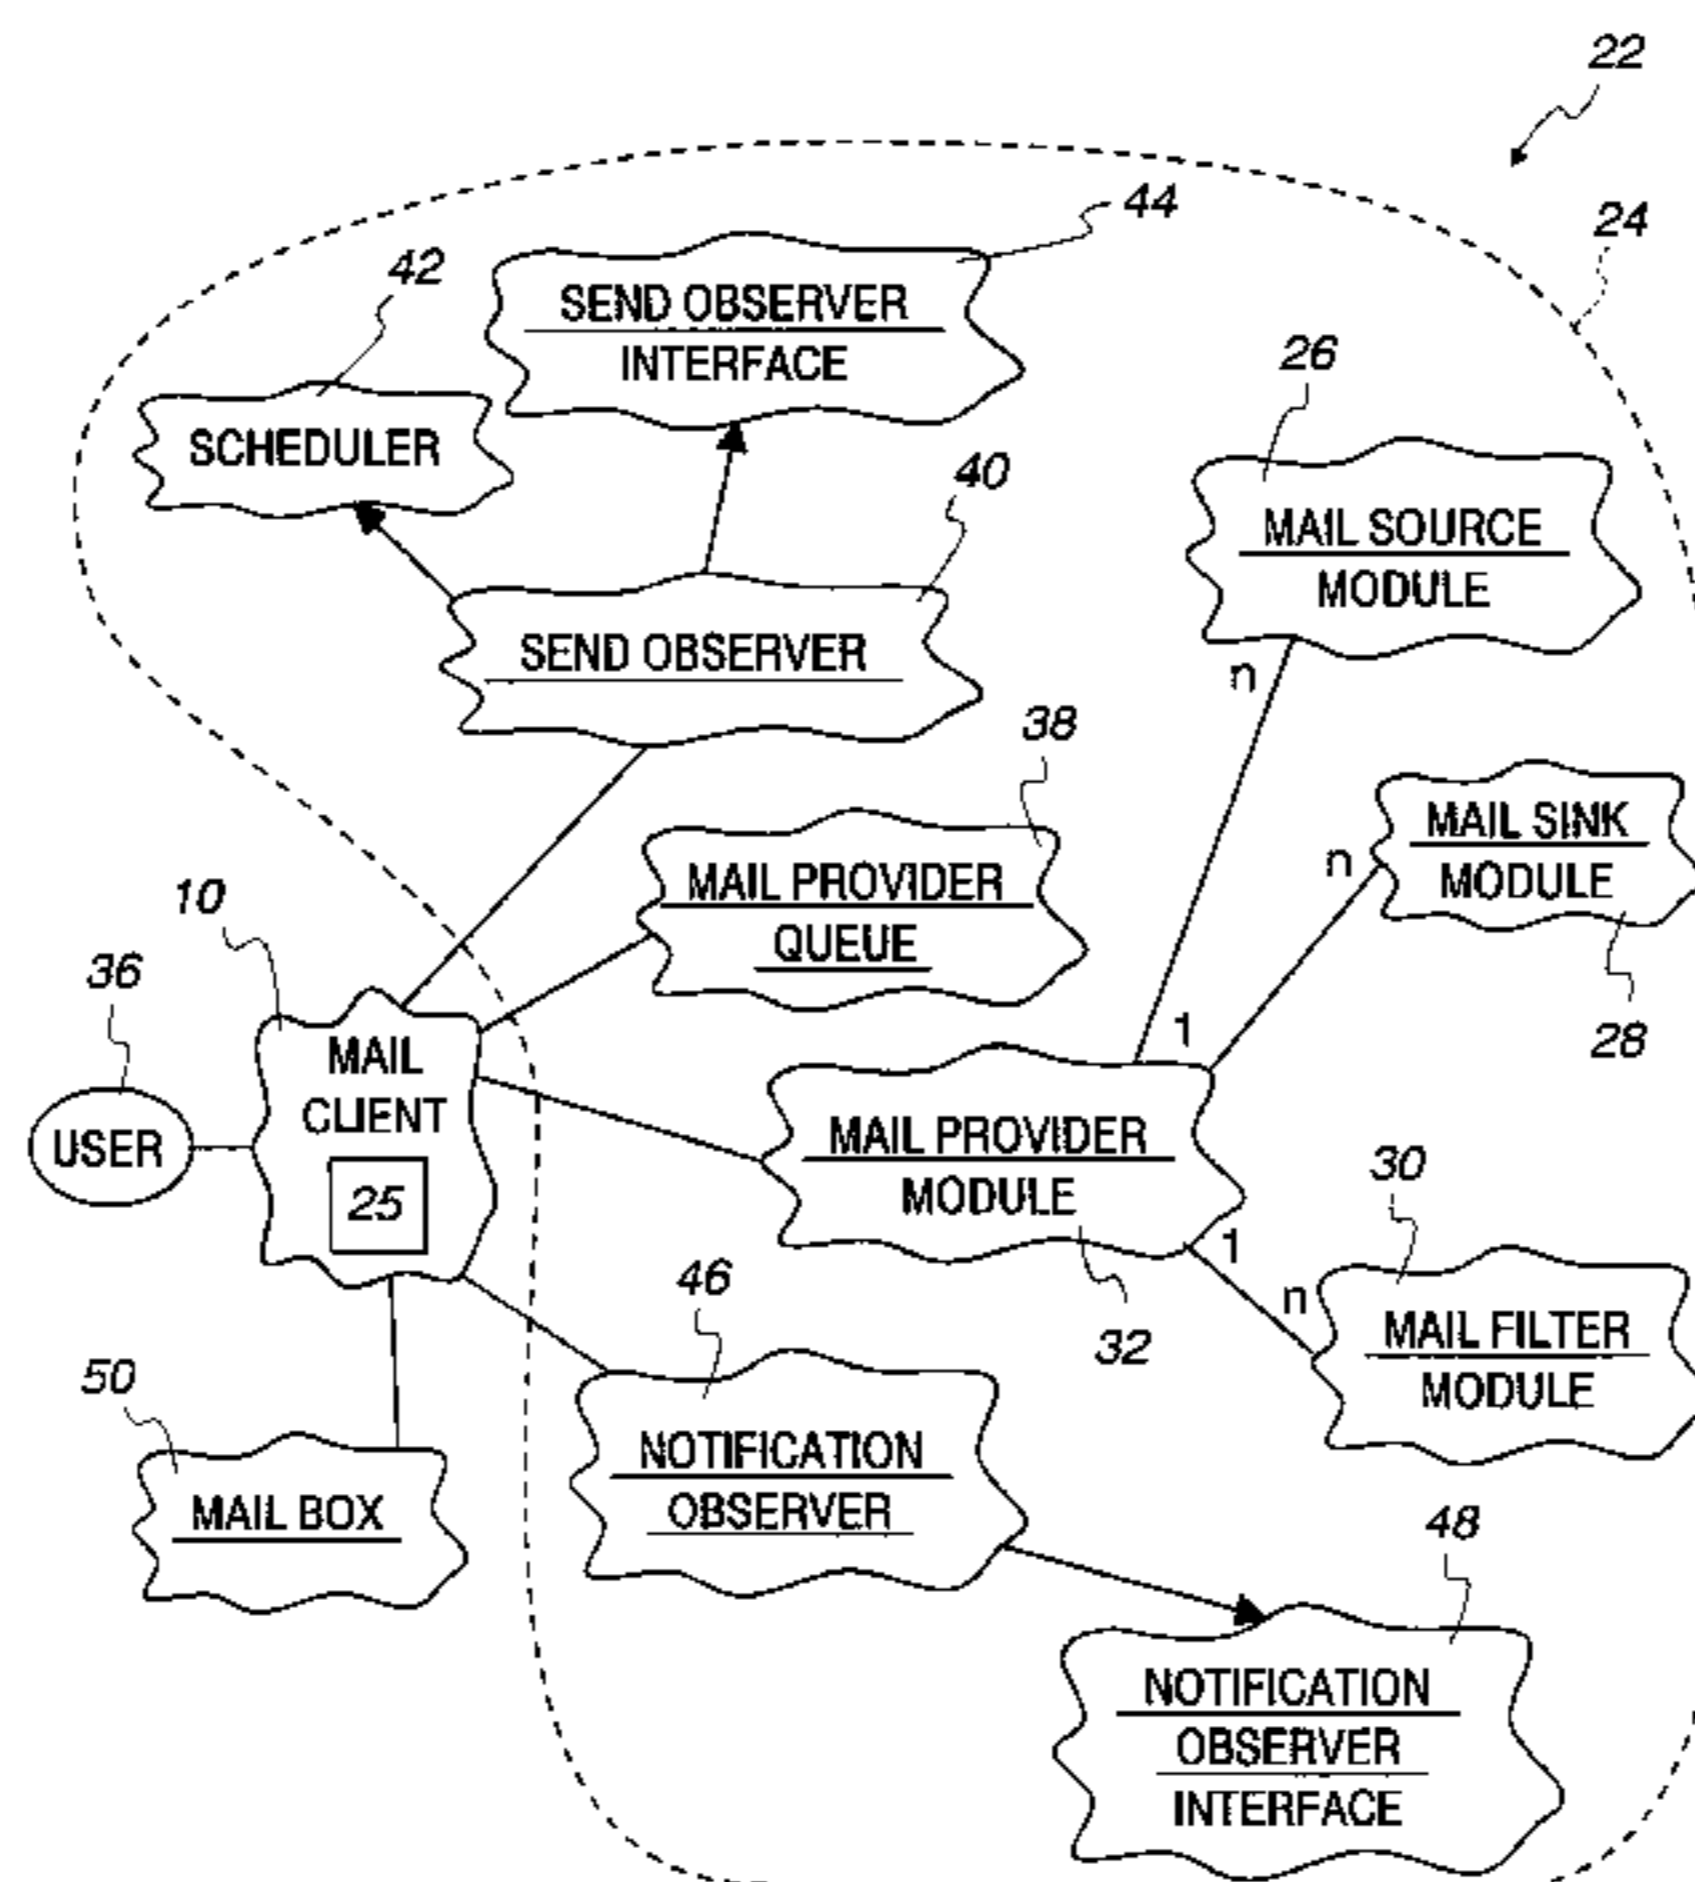 22
44
24
42
SEND OBSERVER
INTERFACE
26
SCHEDULER
40
MAIL SOURCE
MODULE
SEND OBSERVER
n
38
MAIL SINK
MODULE
n
MAIL PROVIDER
QUEUE
10
36
28
1
MAIL
CLIENT
USER
25
MAIL PROVIDER
MODULE
30
1
n
46
32
MAIL FILTER
MODULE
50
NOTIFICATION
OBSERVER
MAIL BOX
48
NOTIFICATION
OBSERVER
INTERFACE